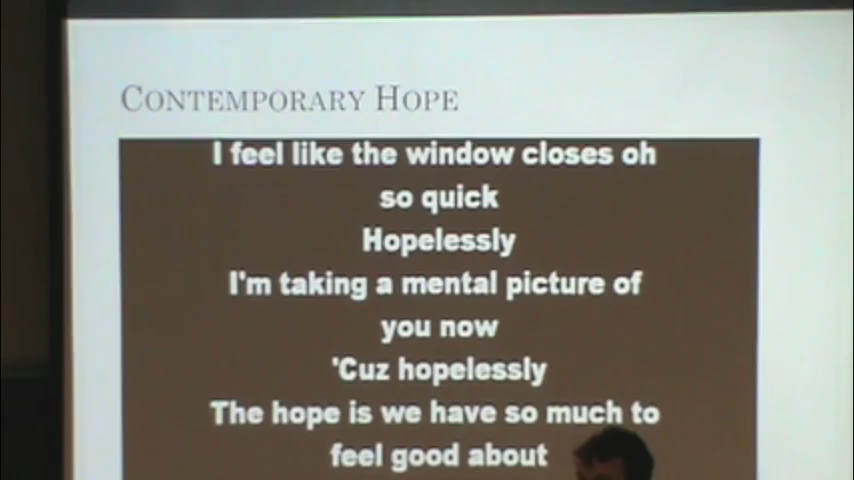 CONTEMPORARY HOPE
I feel like the window closes oh
so quick
Hopelessly
I'm taking a mental picture of
you now
'Cuz hopelessly
The hope is we have so much to
feel good about